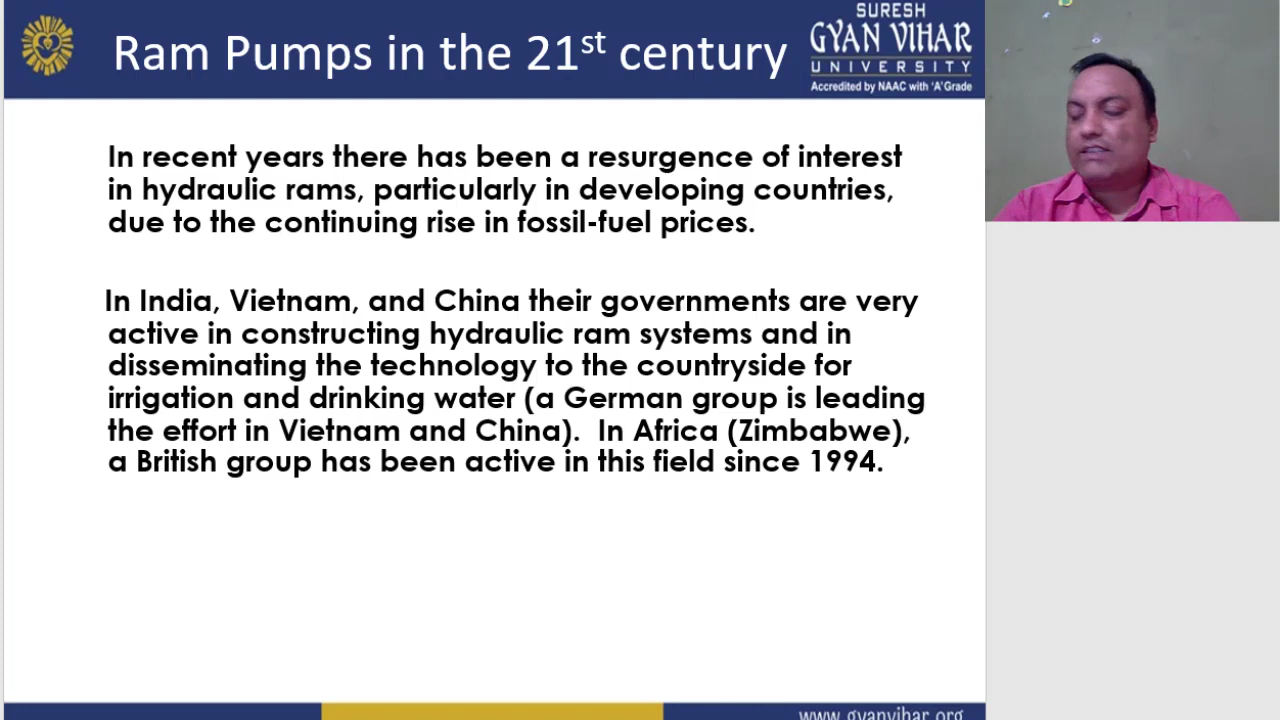 Ram Pumps in the 21st century
SURESH
GYAN VIHAR
UNIVERSITY
Accredited by NAAC with 'A' Grade
In recent years there has been a resurgence of interest
in hydraulic rams, particularly in developing countries,
due to the continuing rise in fossil-fuel prices.
In India, Vietnam, and China their governments are very
active in constructing hydraulic ram systems and in
disseminating the technology to the countryside for
irrigation and drinking water (a German group is leading
the effort in Vietnam and China).  In Africa (Zimbabwe),
a British group has been active in this field since 1994.
www.gyanvihar.org